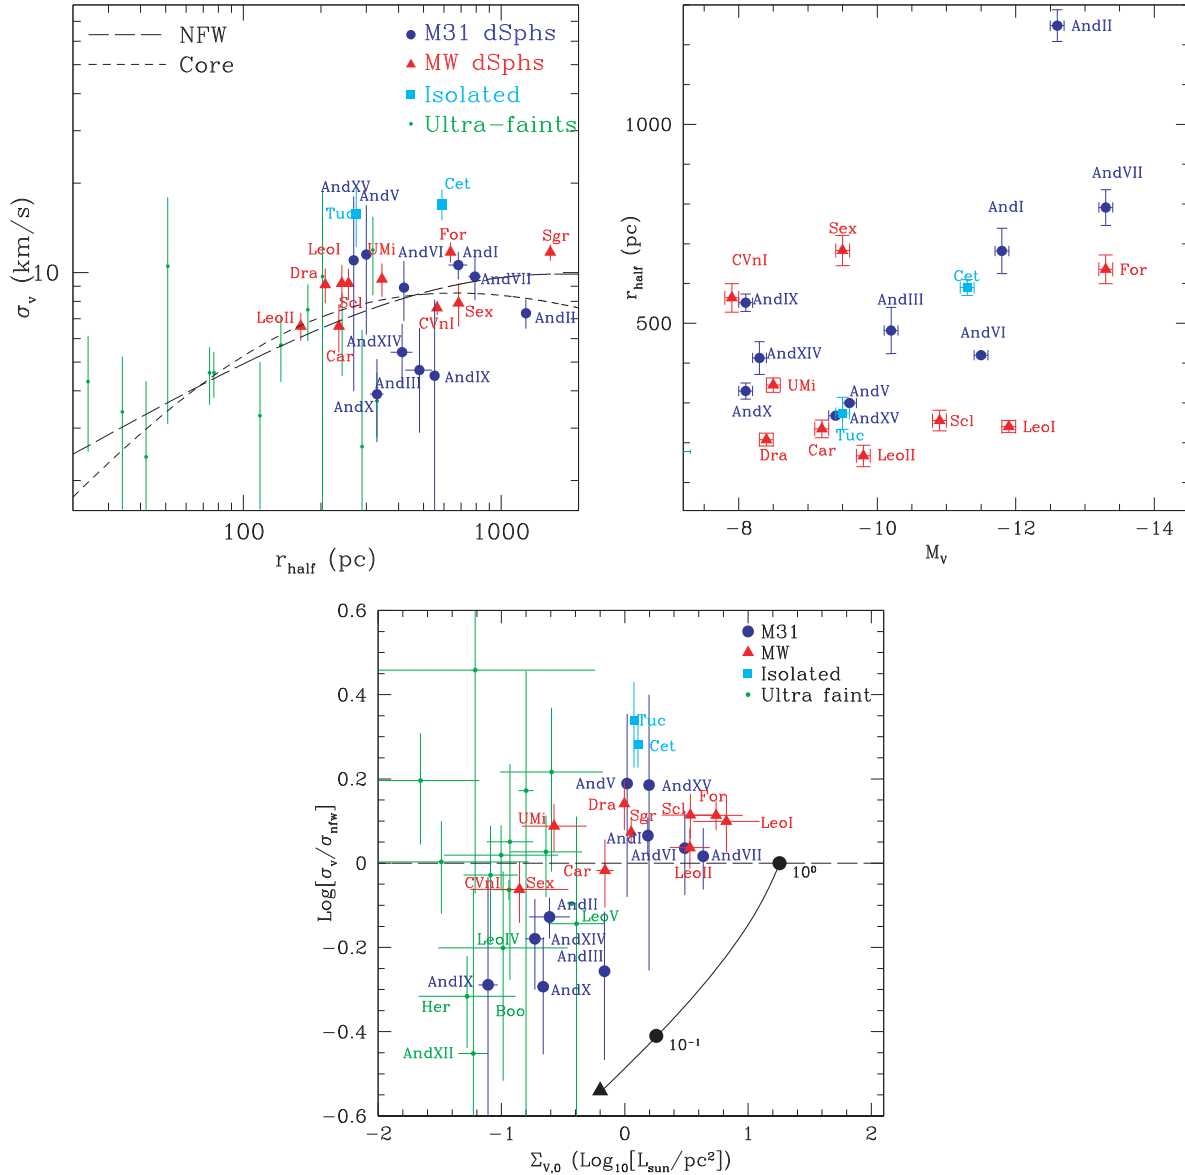 NFW
Core
M31 dSphs
MW dSphs
Isolated
Ultra-faints
AndXV
AndV
Tuc
Cet
LeoI
UMi
AndVI
For
AndI
Sgr
Dra
AndVII
LeoII
Scl
CVnI
Sex
AndII
Car
AndXIV
AndIII
AndIX
AndX
10
σv (km/s)
100
1000
rhalf (pc)
AndII
1000
AndVII
AndI
Sex
CVnI
For
Cet
AndIX
AndIII
500
AndVI
AndXIV
UMi
AndV
AndX
AndXV
Tuc
Scl
LeoI
Dra
Car
LeoII
rhalf (pc)
-8
-10
-12
-14
MV
0.6
0.4
0.2
0
-0.2
-0.4
-0.6
Log[σv/σnfw]
M31
MW
Isolated
Ultra faint
Tuc
Cet
AndV
AndXV
Dra
Scl
For
UMi
Sgr
LeoI
AndI
AndVI
AndVII
Car
LeoII
10⁰
CVnI
Sex
AndII
LeoV
LeoIV
AndXIV
AndIII
AndIX
AndX
Her
Boo
AndXII
10⁻¹
-2
-1
0
1
2
ΣV,0 (Log10[Lsun/pc²])